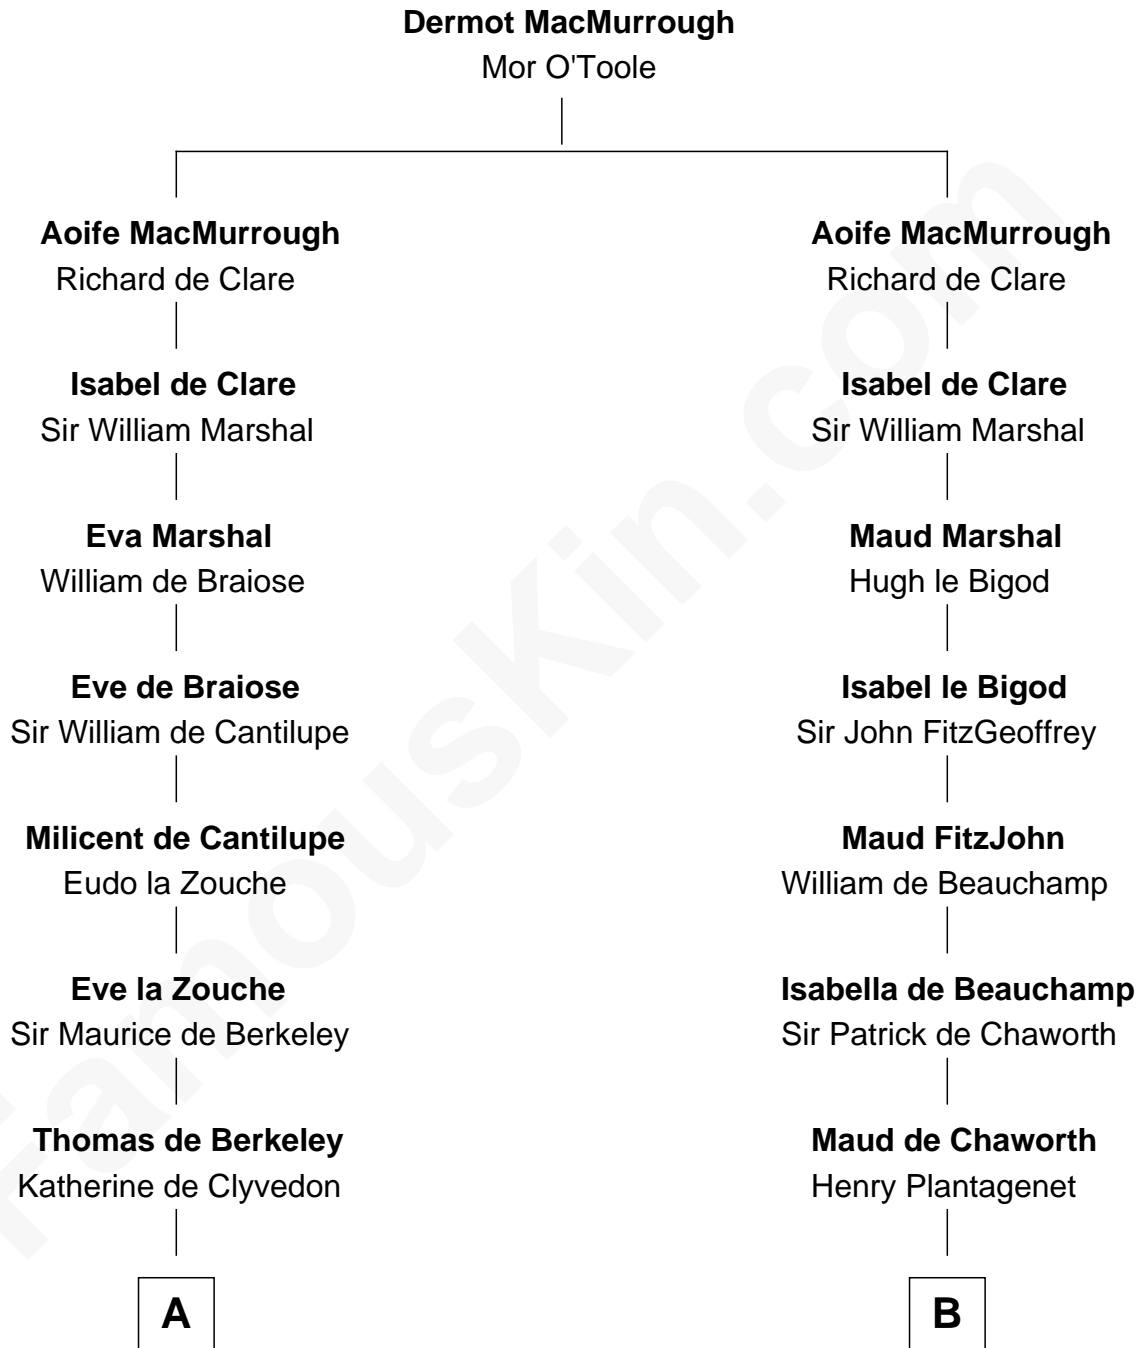 Dermot MacMurrough
Mor O'Toole
Aoife MacMurrough
Richard de Clare
Isabel de Clare
Sir William Marshal
Eva Marshal
William de Braiose
Eve de Braiose
Sir William de Cantilupe
Milicent de Cantilupe
Eudo la Zouche
Eve la Zouche
Sir Maurice de Berkeley
Thomas de Berkeley
Katherine de Clyvedon
A
Aoife MacMurrough
Richard de Clare
Isabel de Clare
Sir William Marshal
Maud Marshal
Hugh le Bigod
Isabel le Bigod
Sir John FitzGeoffrey
Maud FitzJohn
William de Beauchamp
Isabella de Beauchamp
Sir Patrick de Chaworth
Maud de Chaworth
Henry Plantagenet
B
FamousKin.com